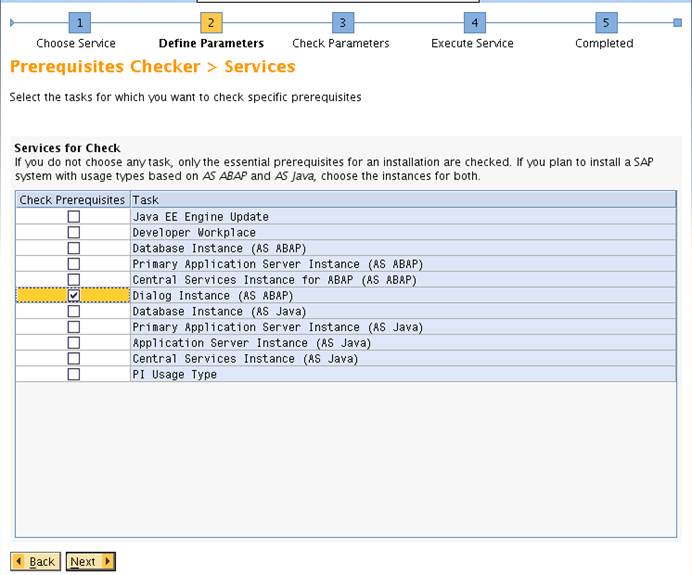 1 2 3 4 5
Choose Service Define Parameters Check Parameters Execute Service Completed
Prerequisites Checker > Services
Select the tasks for which you want to check specific prerequisites
Services for Check
If you do not choose any task, only the essential prerequisites for an installation are checked. If you plan to install a SAP
system with usage types based on AS ABAP and AS Java, choose the instances for both.
Check Prerequisites Task
Java EE Engine Update
Developer Workplace
Database Instance (AS ABAP)
Primary Application Server Instance (AS ABAP)
Central Services Instance for ABAP (AS ABAP)
Dialog Instance (AS ABAP)
Database Instance (AS Java)
Primary Application Server Instance (AS Java)
Application Server Instance (AS Java)
Central Services Instance (AS Java)
PI Usage Type
Back Next